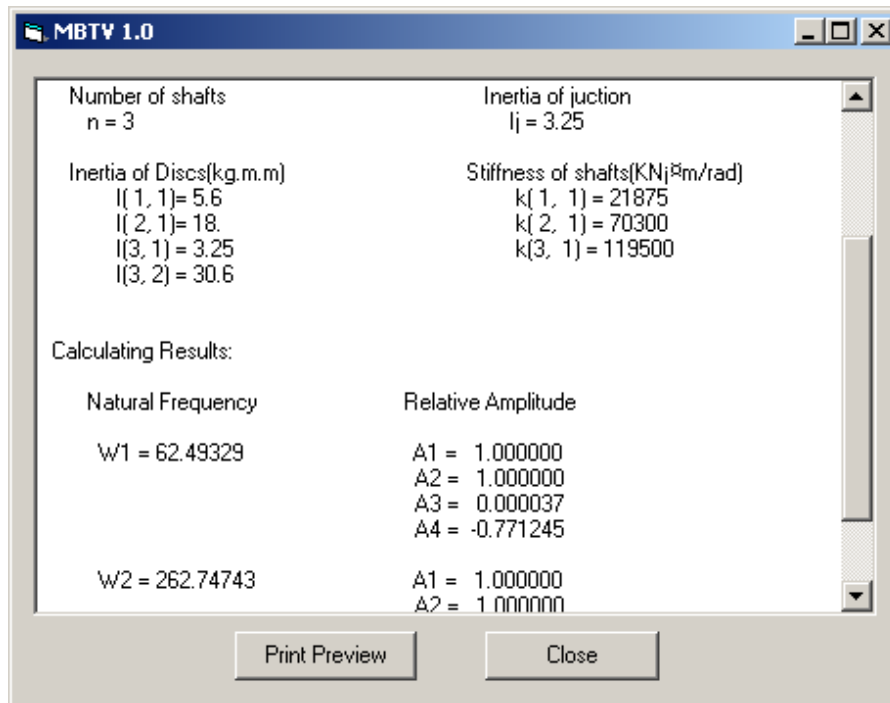 MBTV 1.0
Number of shafts Inertia of juction
n = 3 Ij = 3.25
Inertia of Discs(kg.m.m) Stiffness of shafts(KN¡¤m/rad)
I( 1, 1)= 5.6 k( 1, 1) = 21875
I( 2, 1)= 18. k( 2, 1) = 70300
I(3, 1) = 3.25 k(3, 1) = 119500
I(3, 2) = 30.6
Calculating Results:
Natural Frequency Relative Amplitude
W1 = 62.49329 A1 = 1.000000
A2 = 1.000000
A3 = 0.000037
A4 = -0.771245
W2 = 262.74743 A1 = 1.000000
A2 = 1.000000
Print Preview Close